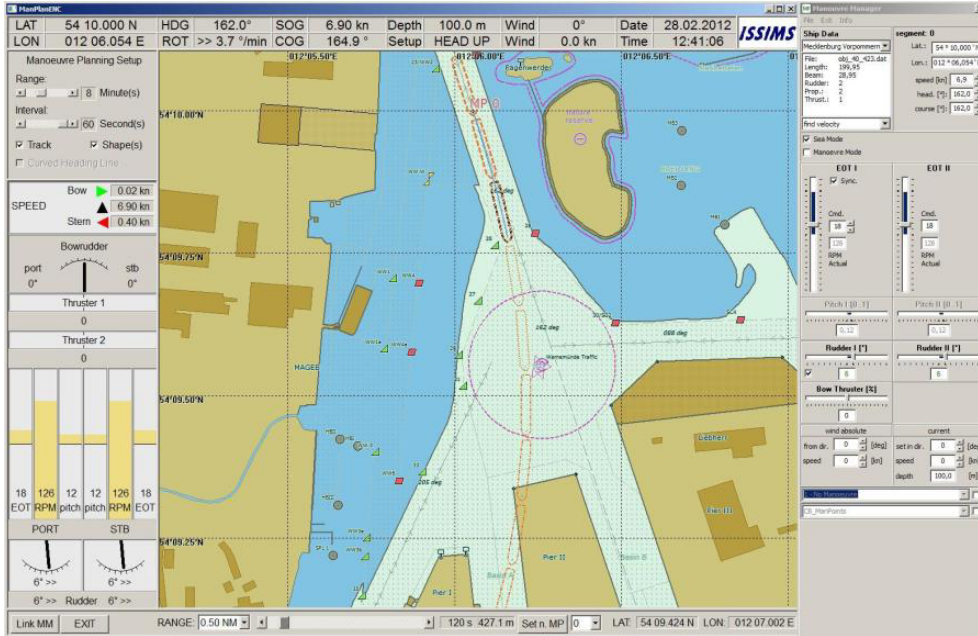 ManPlanENC
LAT 54 10.000 N HDG 162.0° SOG 6.90 kn Depth 100.0 m Wind 0° Date 28.02.2012
LON 012 06.054 E ROT >> 3.7 °/min COG 164.9 ° Setup HEAD UP Wind 0.0 kn Time 12:41:06
ISSIMS
Manoeuvre Planning Setup
Range:
8 Minute(s)
Interval:
60 Second(s)
Track Shape(s)
Curved Heading Line
Bow 0.02 kn
SPEED 6.90 kn
Stern 0.40 kn
Bowrudder
port stb
0° 0°
Thruster 1
0
Thruster 2
0
18 126 12 12 126 18
EOT RPM pitch pitch RPM EOT
PORT STB
6° >> 6° >>
6° >> Rudder 6° >>
012°05.50'E
012°06.00'E
012°06.50'E
54°10.00'N
54°09.75'N
54°09.50'N
54°09.25'N
MP 0
Fagenwerder
Nature
reserve
162 deg
088 deg
205 deg
Warnemünde Traffic
MAGEE
Liebherr
Pier III
Pier II
Pier I
Basin A
Basin B
Link MM EXIT RANGE: 0.50 NM 120 s 427.1 m Set n. MP 0 LAT: 54 09.424 N LON: 012 07.002 E
Manoeuvre Manager
File Exit Info
Ship Data
Mecklenburg Vorpommern
File: obj_40_423.dat
Length: 199,95
Beam: 28,95
Rudder: 2
Prop.: 2
Thrust.: 1
find velocity
segment: 0
Lat.: 54 ° 10,000'
Lon.: 012 ° 06,054'
speed [kn] 6,9
head. [°]: 162,0
course [°]: 162,0
Sea Mode
Manoevre Mode
EOT I EOT II
Sync.
Cmd. Cmd.
18 18
126 126
RPM RPM
Actual Actual
Pitch I [0..1] Pitch II [0..1]
0,12 0,12
Rudder I [°] Rudder II [°]
6 6
Bow Thruster [%]
0
wind absolute current
from dir. 0 [deg] set in dir. 0
speed 0 [kn] speed 0
depth 100,0 [m]
1 - No Manoeuvre
CB_ManPoints